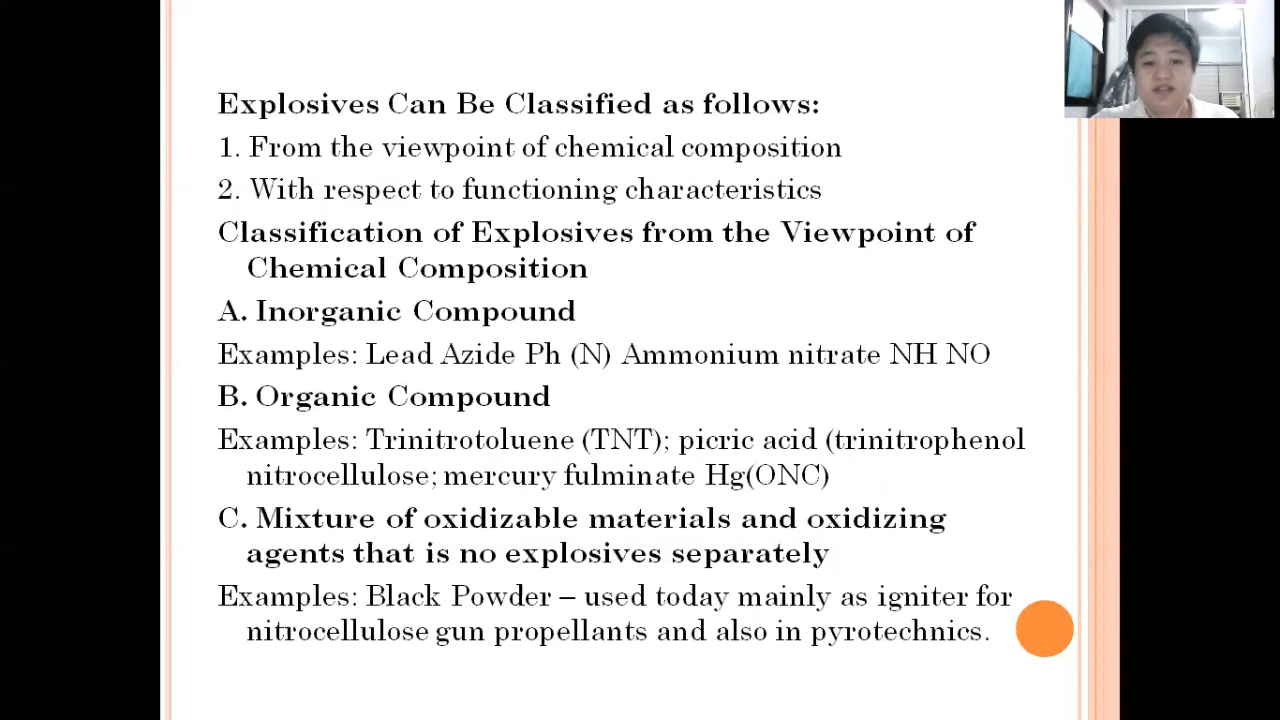 Explosives Can Be Classified as follows:
1. From the viewpoint of chemical composition
2. With respect to functioning characteristics
Classification of Explosives from the Viewpoint of
Chemical Composition
A. Inorganic Compound
Examples: Lead Azide Ph (N) Ammonium nitrate NH NO
B. Organic Compound
Examples: Trinitrotoluene (TNT); picric acid (trinitrophenol
nitrocellulose; mercury fulminate Hg(ONC)
C. Mixture of oxidizable materials and oxidizing
agents that is no explosives separately
Examples: Black Powder – used today mainly as igniter for
nitrocellulose gun propellants and also in pyrotechnics.